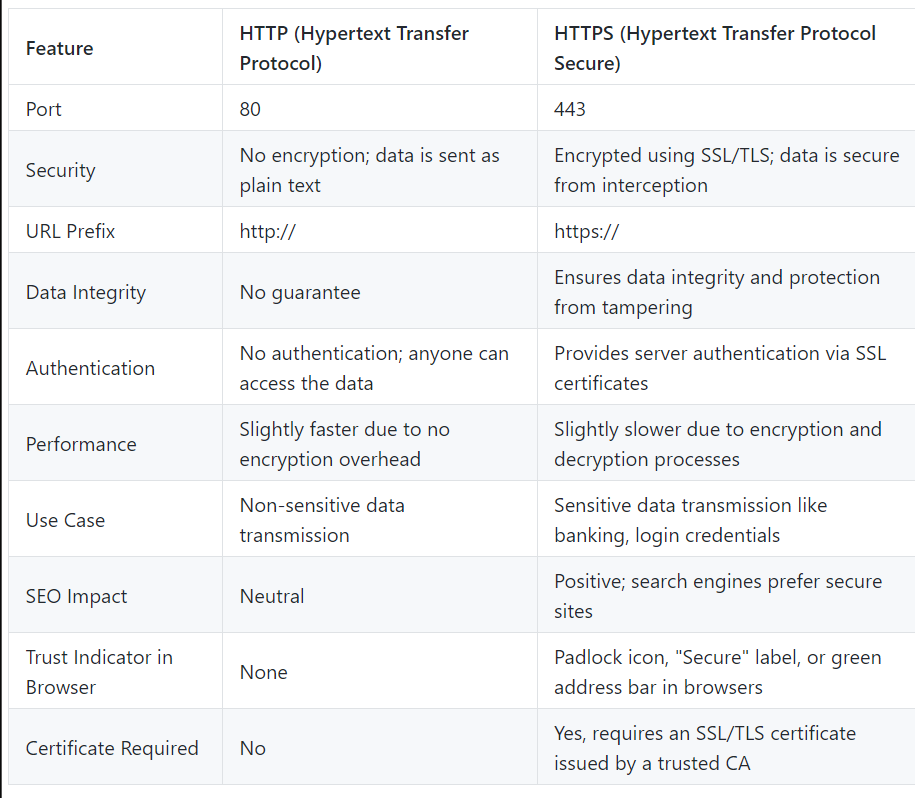 Feature
HTTP (Hypertext Transfer
Protocol)
HTTPS (Hypertext Transfer Protocol
Secure)
Port
80
443
Security
No encryption; data is sent as
plain text
Encrypted using SSL/TLS; data is secure
from interception
URL Prefix
http://
https://
Data Integrity
No guarantee
Ensures data integrity and protection
from tampering
Authentication
No authentication; anyone can
access the data
Provides server authentication via SSL
certificates
Performance
Slightly faster due to no
encryption overhead
Slightly slower due to encryption and
decryption processes
Use Case
Non-sensitive data
transmission
Sensitive data transmission like
banking, login credentials
SEO Impact
Neutral
Positive; search engines prefer secure
sites
Trust Indicator in
Browser
None
Padlock icon, "Secure" label, or green
address bar in browsers
Certificate Required
No
Yes, requires an SSL/TLS certificate
issued by a trusted CA